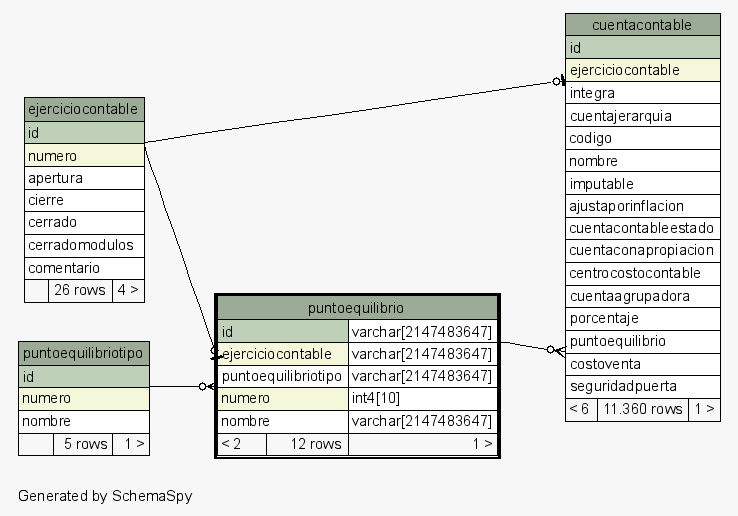 cuentacontable
id
ejerciciocontable
integra
cuentajerarquia
codigo
nombre
imputable
ajustaporinflacion
cuentacontableestado
cuentaconapropiacion
centrocostocontable
cuentaagrupadora
porcentaje
puntoequilibrio
costoventa
seguridadpuerta
< 6 11.360 rows 1 >
ejerciciocontable
id
numero
apertura
cierre
cerrado
cerradomodulos
comentario
26 rows 4 >
puntoequilibrio
id varchar[2147483647]
ejerciciocontable varchar[2147483647]
puntoequilibriotipo varchar[2147483647]
numero int4[10]
nombre varchar[2147483647]
< 2 12 rows 1 >
puntoequilibriotipo
id
numero
nombre
5 rows 1 >
Generated by SchemaSpy